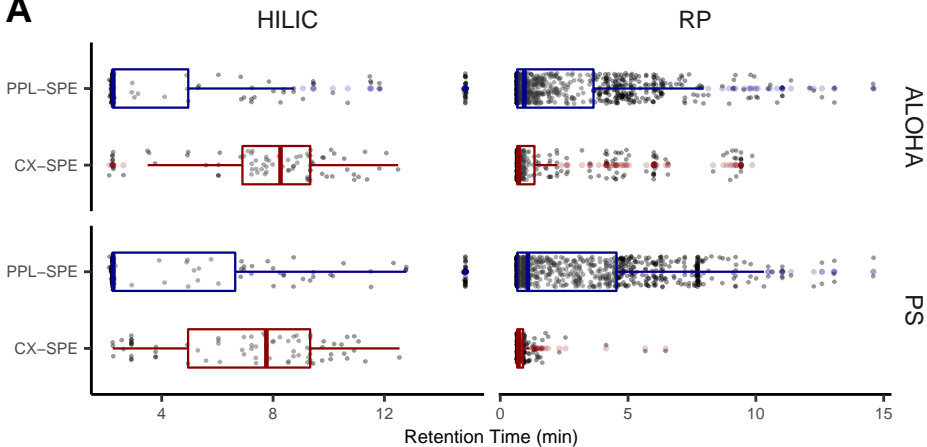 A
HILIC
RP
PPL−SPE
CX−SPE
ALOHA
PPL−SPE
CX−SPE
PS
4
8
12
0
5
10
15
Retention Time (min)